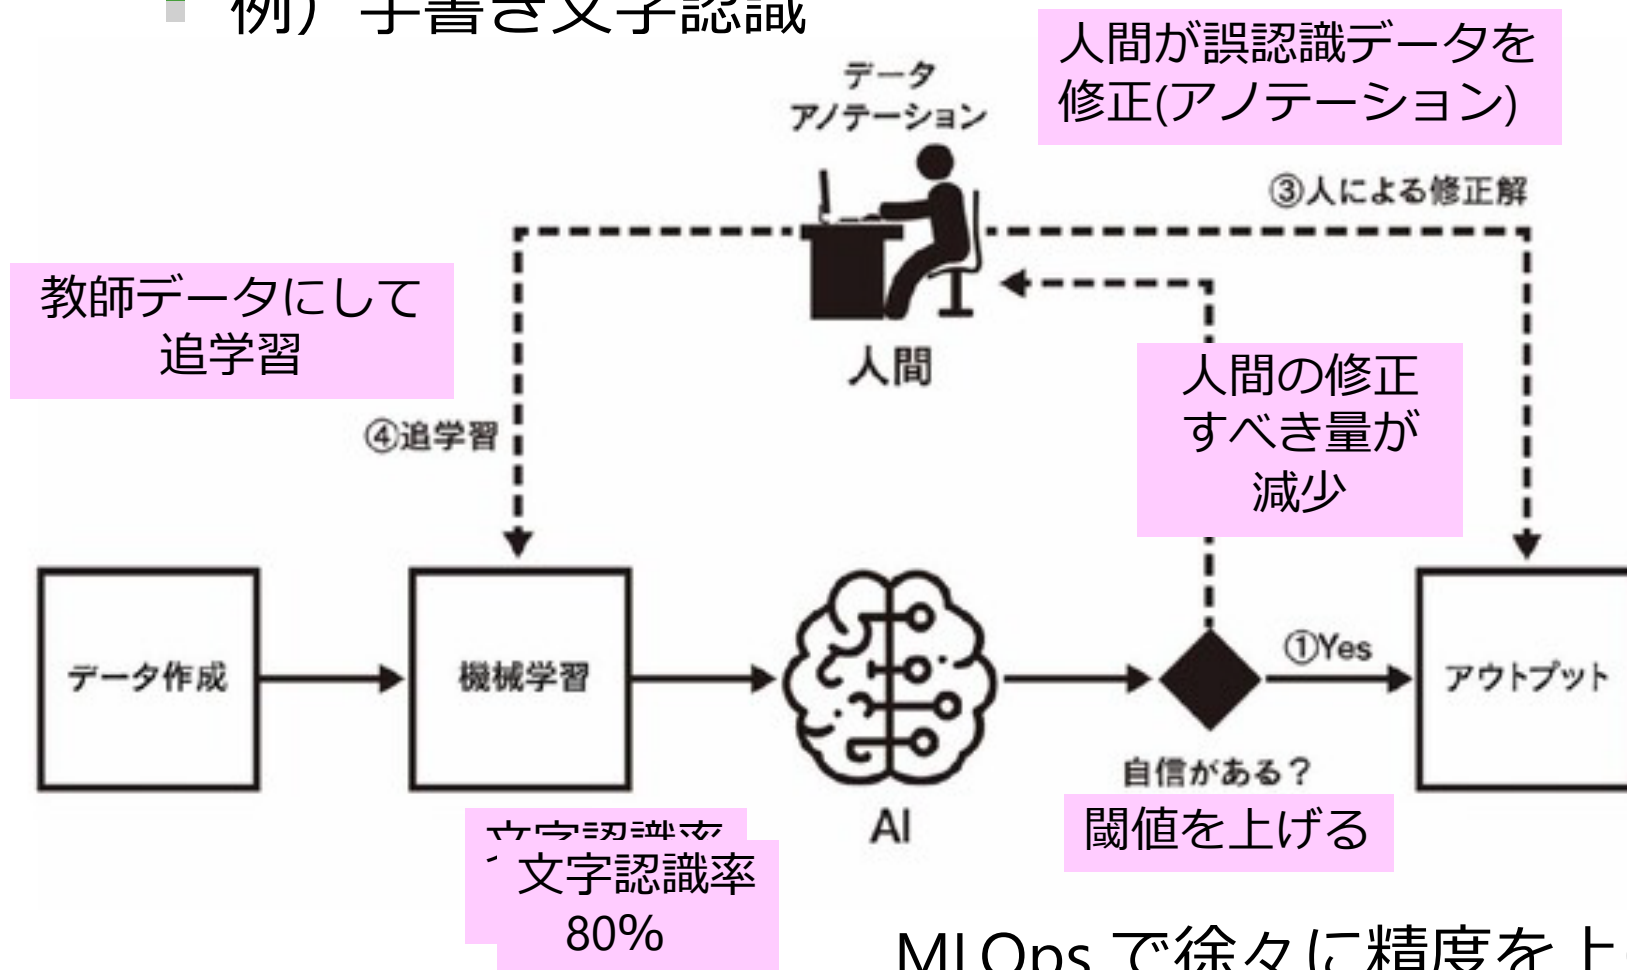 例）手書き文字認識
人間が誤認識データを
修正(アノテーション)
データ
アノテーション
③人による修正解
教師データにして
追学習
人間
人間の修正
すべき量が
減少
④追学習
データ作成
機械学習
①Yes
アウトプット
自信がある？
AI
閾値を上げる
文字認識率
文字認識率
80%
MLOps で徐々に精度を上